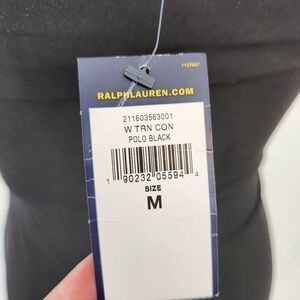 1127607
RALPHLAUREN.COM
211603563001
W TRN CON
POLO BLACK
1 90232 05594 4
SIZE
M